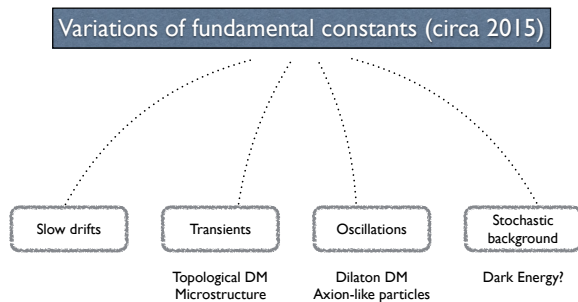 Variations of fundamental constants (circa 2015)
Slow drifts
Transients
Oscillations
Stochastic
background
Topological DM
Microstructure
Dilaton DM
Axion-like particles
Dark Energy?